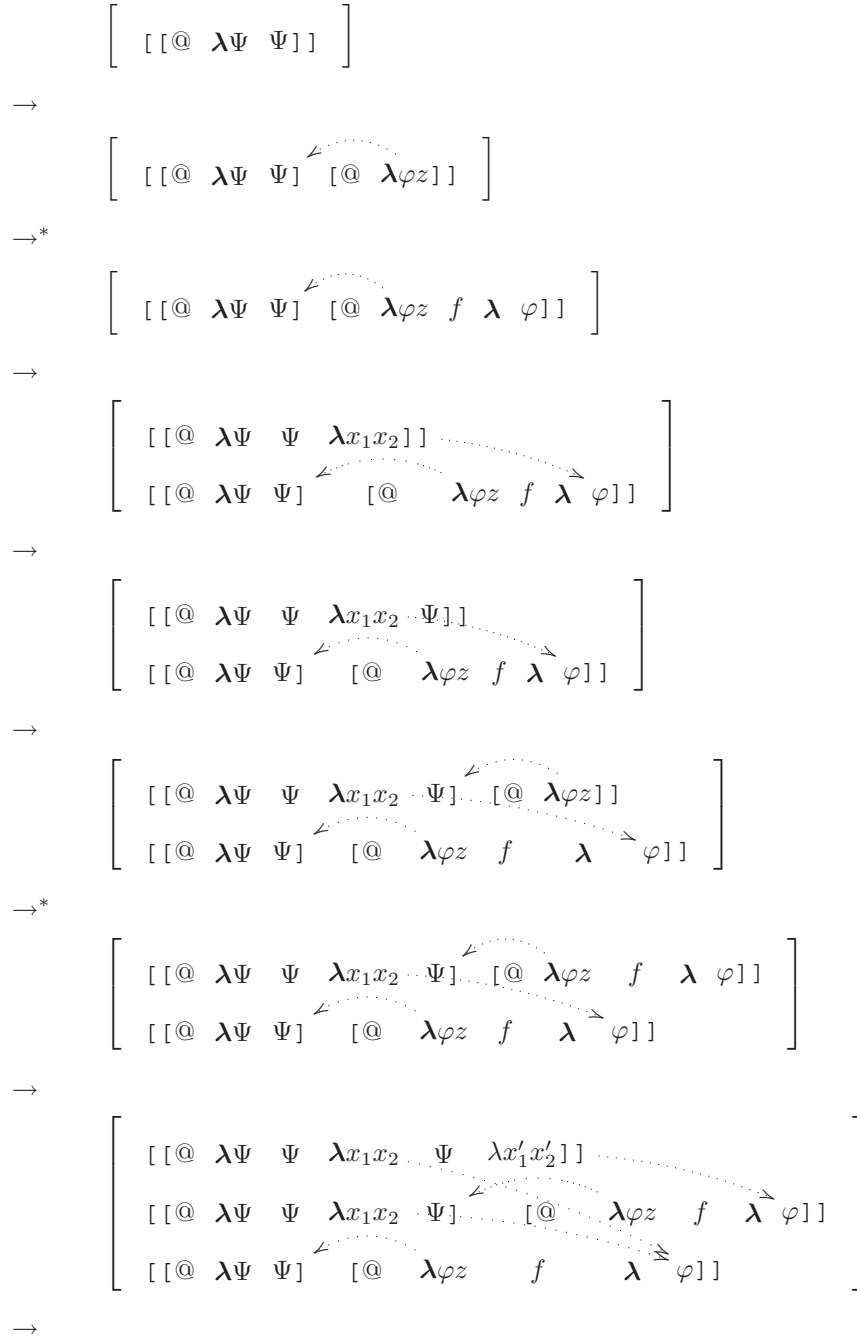 [ [ @ 𝝀Ψ Ψ ] ]
→
[ [ @ 𝝀Ψ Ψ ] [ @ 𝝀φz ] ]
→*
[ [ @ 𝝀Ψ Ψ ] [ @ 𝝀φz f 𝝀 φ ] ]
→
[ [ @ 𝝀Ψ Ψ 𝝀x₁x₂ ] ]
[ [ @ 𝝀Ψ Ψ ] [ @ 𝝀φz f 𝝀 φ ] ]
→
[ [ @ 𝝀Ψ Ψ 𝝀x₁x₂ Ψ ] ]
[ [ @ 𝝀Ψ Ψ ] [ @ 𝝀φz f 𝝀 φ ] ]
→
[ [ @ 𝝀Ψ Ψ 𝝀x₁x₂ Ψ ] [ @ 𝝀φz ] ]
[ [ @ 𝝀Ψ Ψ ] [ @ 𝝀φz f 𝝀 φ ] ]
→*
[ [ @ 𝝀Ψ Ψ 𝝀x₁x₂ Ψ ] [ @ 𝝀φz f 𝝀 φ ] ]
[ [ @ 𝝀Ψ Ψ ] [ @ 𝝀φz f 𝝀 φ ] ]
→
[ [ @ 𝝀Ψ Ψ 𝝀x₁x₂ Ψ λx′₁x′₂ ] ]
[ [ @ 𝝀Ψ Ψ 𝝀x₁x₂ Ψ ] [ @ 𝝀φz f 𝝀 φ ] ]
[ [ @ 𝝀Ψ Ψ ] [ @ 𝝀φz f 𝝀 φ ] ]
→